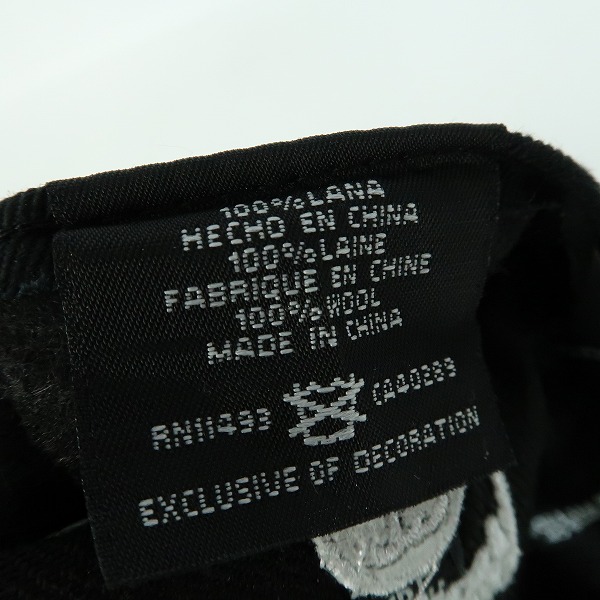 100%LANA
HECHO EN CHINA
100%LAINE
FABRIQUE EN CHINE
100%WOOL
MADE IN CHINA
RN11493 CA40289
EXCLUSIVE OF DECORATION